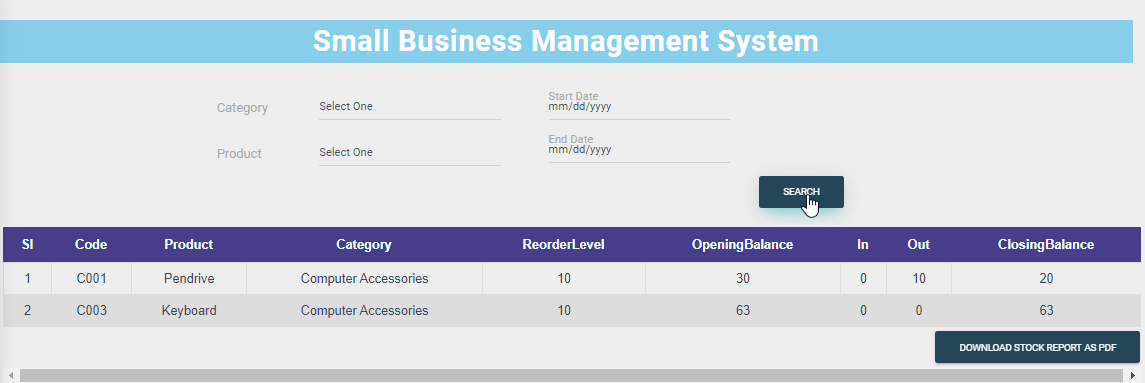 Small Business Management System
Category Select One Start Date mm/dd/yyyy
Product Select One End Date mm/dd/yyyy
SEARCH
Sl Code Product Category ReorderLevel OpeningBalance In Out ClosingBalance
1 C001 Pendrive Computer Accessories 10 30 0 10 20
2 C003 Keyboard Computer Accessories 10 63 0 0 63
DOWNLOAD STOCK REPORT AS PDF